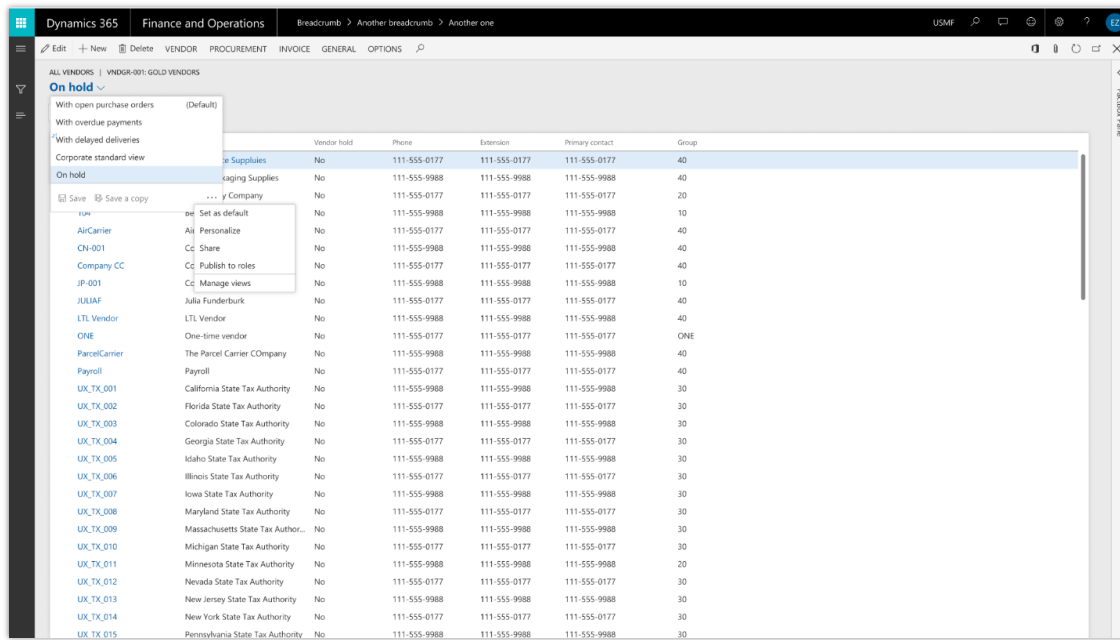 Dynamics 365 Finance and Operations Breadcrumb > Another breadcrumb > Another one USMF ? EZ
Edit + New Delete VENDOR PROCUREMENT INVOICE GENERAL OPTIONS
ALL VENDORS | VNDGR-001: GOLD VENDORS
On hold
With open purchase orders (Default)
With overdue payments
With delayed deliveries
Corporate standard view
On hold
Save Save a copy ...
Set as default
Personalize
Share
Publish to roles
Manage views
Vendor hold Phone Extension Primary contact Group
ce Suppluies No 111-555-0177 111-555-0177 111-555-0177 40
kaging Supplies No 111-555-9988 111-555-9988 111-555-9988 40
y Company No 111-555-0177 111-555-0177 111-555-0177 20
104 Be No 111-555-9988 111-555-9988 111-555-9988 10
AirCarrier Air No 111-555-0177 111-555-0177 111-555-0177 40
CN-001 Co No 111-555-9988 111-555-9988 111-555-9988 40
Company CC Co No 111-555-0177 111-555-0177 111-555-0177 40
JP-001 Co No 111-555-9988 111-555-9988 111-555-9988 10
JULIAF Julia Funderburk No 111-555-0177 111-555-0177 111-555-0177 40
LTL Vendor LTL Vendor No 111-555-9988 111-555-9988 111-555-9988 40
ONE One-time vendor No 111-555-0177 111-555-0177 111-555-0177 ONE
ParcelCarrier The Parcel Carrier COmpany No 111-555-9988 111-555-9988 111-555-9988 40
Payroll Payroll No 111-555-0177 111-555-0177 111-555-0177 40
UX_TX_001 California State Tax Authority No 111-555-9988 111-555-9988 111-555-9988 30
UX_TX_002 Florida State Tax Authority No 111-555-0177 111-555-0177 111-555-0177 30
UX_TX_003 Colorado State Tax Authority No 111-555-9988 111-555-9988 111-555-9988 30
UX_TX_004 Georgia State Tax Authority No 111-555-0177 111-555-0177 111-555-0177 30
UX_TX_005 Idaho State Tax Authority No 111-555-9988 111-555-9988 111-555-9988 30
UX_TX_006 Illinois State Tax Authority No 111-555-0177 111-555-0177 111-555-0177 30
UX_TX_007 Iowa State Tax Authority No 111-555-9988 111-555-9988 111-555-9988 30
UX_TX_008 Maryland State Tax Authority No 111-555-0177 111-555-0177 111-555-0177 30
UX_TX_009 Massachusetts State Tax Author... No 111-555-9988 111-555-9988 111-555-9988 30
UX_TX_010 Michigan State Tax Authority No 111-555-0177 111-555-0177 111-555-0177 30
UX_TX_011 Minnesota State Tax Authority No 111-555-9988 111-555-9988 111-555-9988 20
UX_TX_012 Nevada State Tax Authority No 111-555-0177 111-555-0177 111-555-0177 30
UX_TX_013 New Jersey State Tax Authority No 111-555-9988 111-555-9988 111-555-9988 30
UX_TX_014 New York State Tax Authority No 111-555-0177 111-555-0177 111-555-0177 30
UX_TX_015 Pennsylvania State Tax Authority No 111-555-9988 111-555-9988 111-555-9988 30